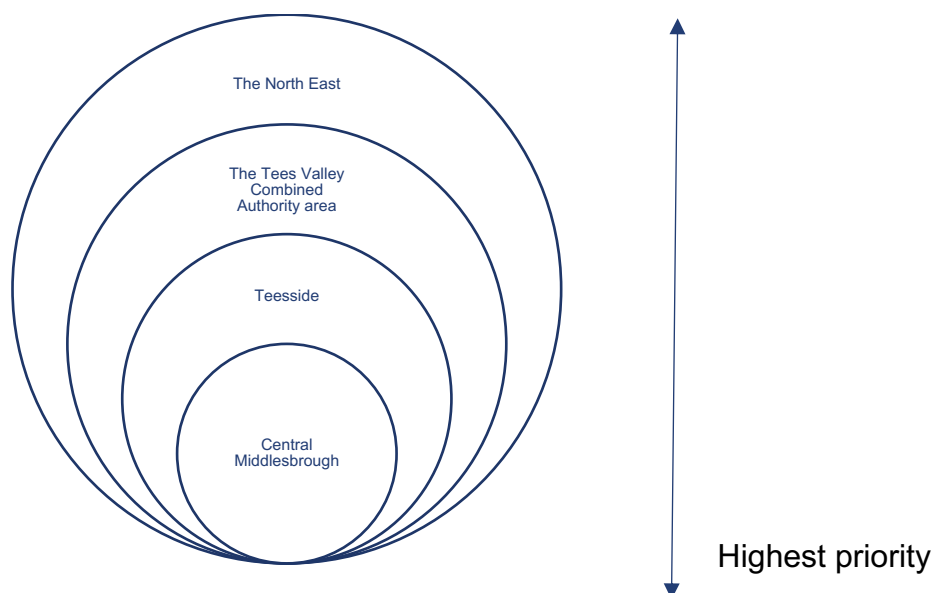 The North East
The Tees Valley
Combined
Authority area
Teesside
Central
Middlesbrough
Highest priority